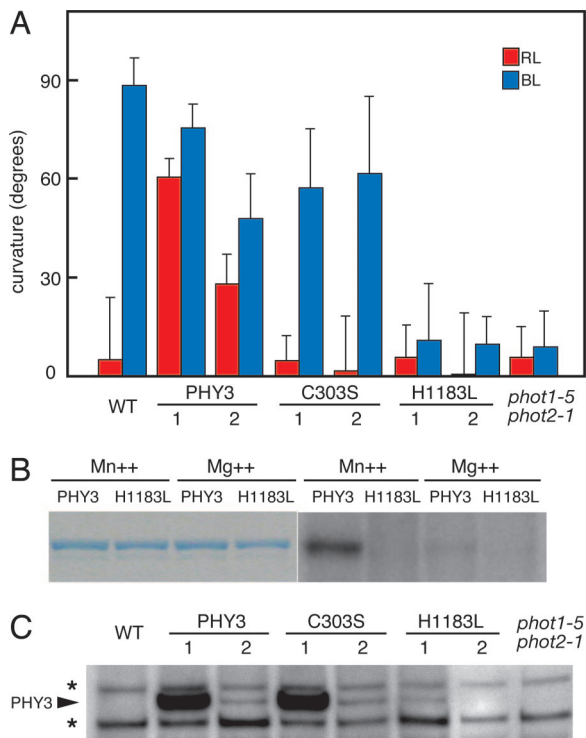 A
RL
BL
curvature (degrees)
90
60
30
0
WT
PHY3
C303S
H1183L
phot1-5
phot2-1
1 2 1 2 1 2
B
Mn++ Mg++ Mn++ Mg++
PHY3 H1183L PHY3 H1183L PHY3 H1183L PHY3 H1183L
C
WT
PHY3
C303S
H1183L
phot1-5
phot2-1
1 2 1 2 1 2
*
PHY3
*